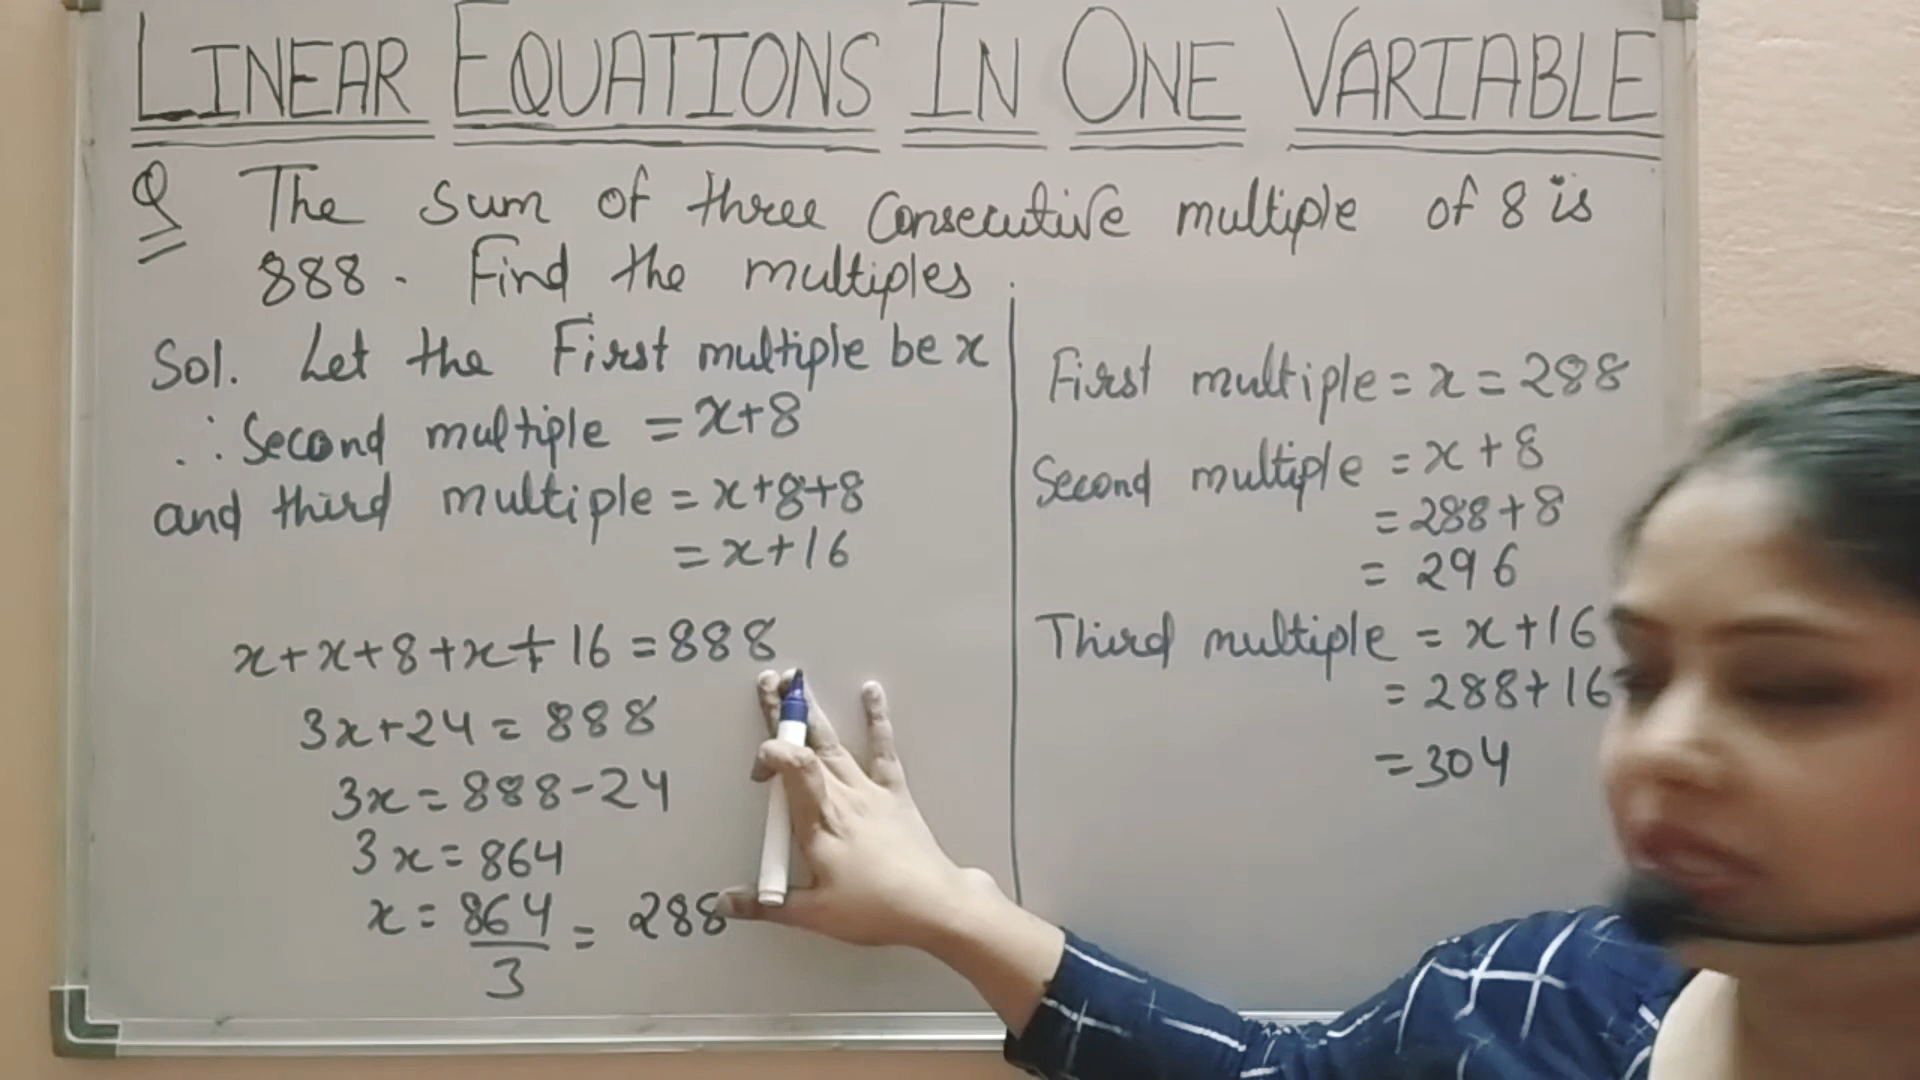 LINEAR EQUATIONS IN ONE VARIABLE
Q The sum of three consecutive multiple of 8 is
888. Find the multiples.
Sol. Let the First multiple be x
∴ Second multiple = x+8
and third multiple = x+8+8
= x+16
x+x+8+x+16=888
3x+24=888
3x=888-24
3x=864
x=864/3=288
First multiple=x=288
Second multiple=x+8
=288+8
=296
Third multiple=x+16
=288+16
=304